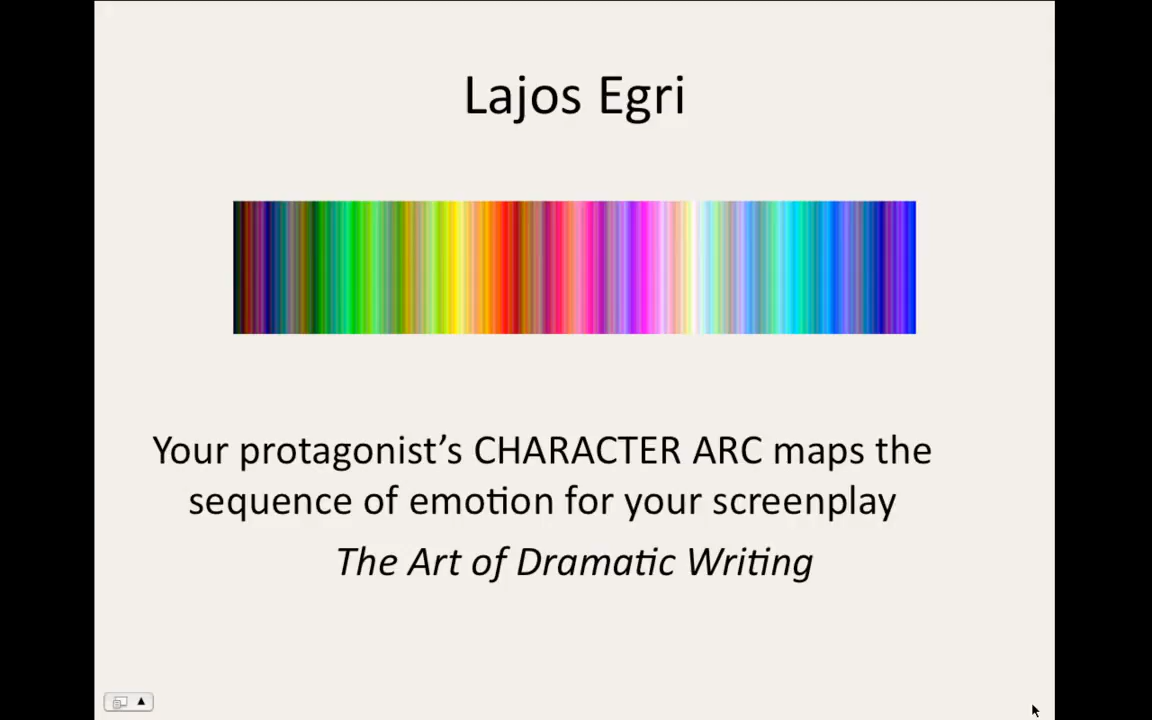 Lajos Egri
Your protagonist’s CHARACTER ARC maps the
sequence of emotion for your screenplay
The Art of Dramatic Writing